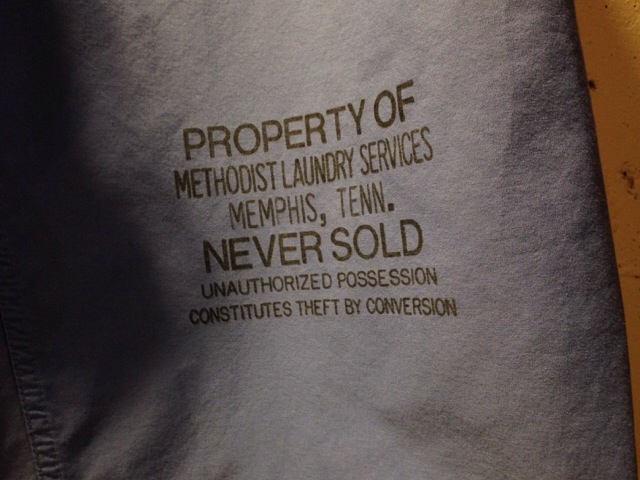 PROPERTY OF
METHODIST LAUNDRY SERVICES
MEMPHIS, TENN.
NEVER SOLD
UNAUTHORIZED POSSESSION
CONSTITUTES THEFT BY CONVERSION